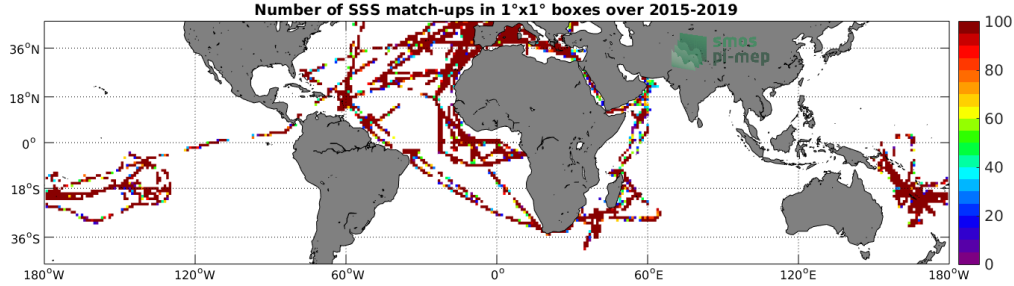 Number of SSS match-ups in 1°x1° boxes over 2015-2019
36°N
18°N
0°
18°S
36°S
180°W
120°W
60°W
0°
60°E
120°E
180°W
smos
pi-mep
100
80
60
40
20
0